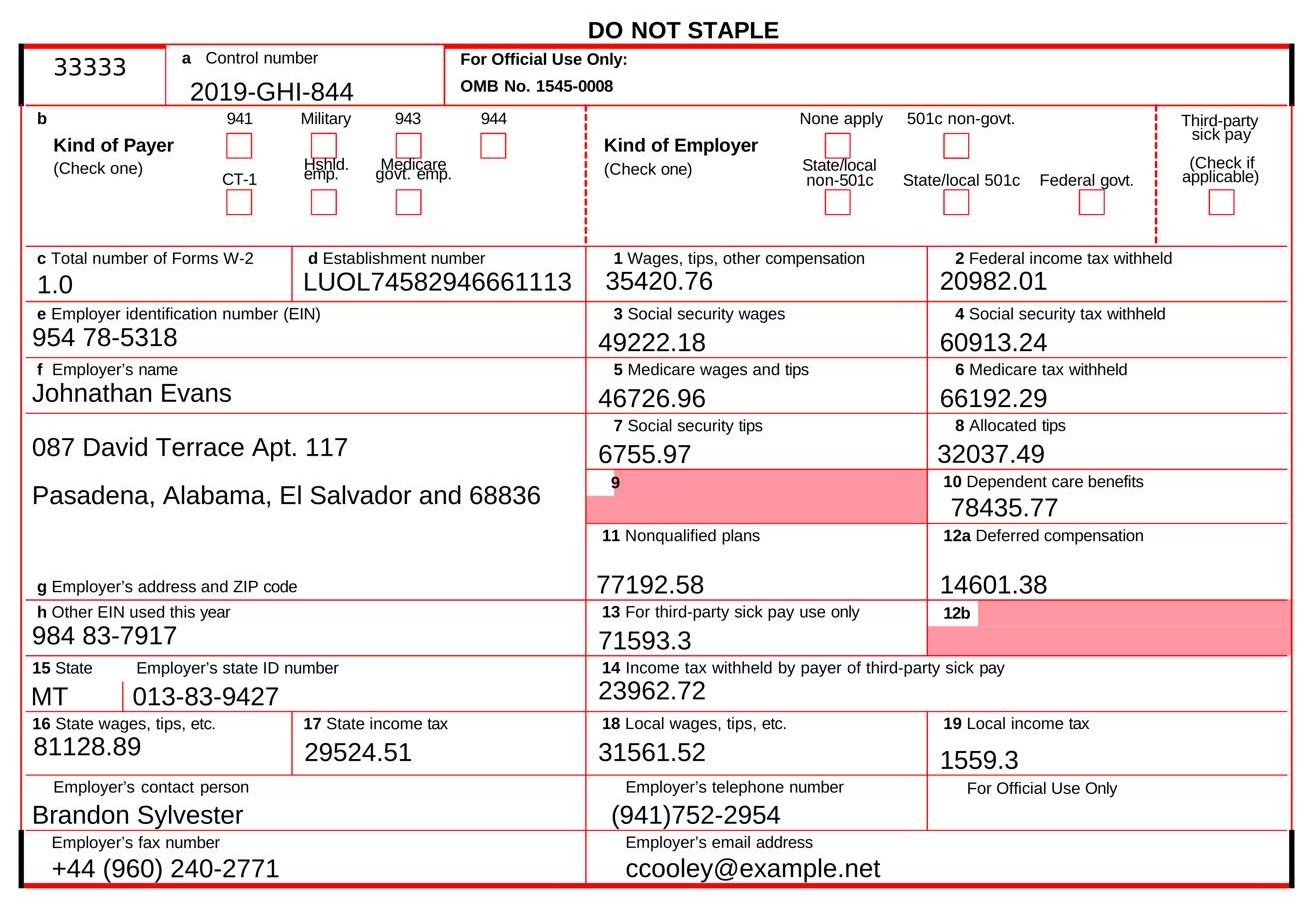 DO NOT STAPLE
33333
a Control number
2019-GHI-844
For Official Use Only:
OMB No. 1545-0008
b
Kind of Payer
(Check one)
941 Military 943 944
CT-1
Hshld.
emp.
Medicare
govt. emp.
Kind of Employer
(Check one)
None apply 501c non-govt.
State/local
non-501c
State/local 501c Federal govt.
Third-party
sick pay
(Check if
applicable)
c Total number of Forms W-2
1.0
d Establishment number
LUOL74582946661113
1 Wages, tips, other compensation
35420.76
2 Federal income tax withheld
20982.01
e Employer identification number (EIN)
954 78-5318
3 Social security wages
49222.18
4 Social security tax withheld
60913.24
f Employer's name
Johnathan Evans
5 Medicare wages and tips
46726.96
6 Medicare tax withheld
66192.29
087 David Terrace Apt. 117
Pasadena, Alabama, El Salvador and 68836
g Employer's address and ZIP code
7 Social security tips
6755.97
8 Allocated tips
32037.49
9
10 Dependent care benefits
78435.77
11 Nonqualified plans
77192.58
12a Deferred compensation
14601.38
h Other EIN used this year
984 83-7917
13 For third-party sick pay use only
71593.3
12b
15 State
MT
Employer's state ID number
013-83-9427
14 Income tax withheld by payer of third-party sick pay
23962.72
16 State wages, tips, etc.
81128.89
17 State income tax
29524.51
18 Local wages, tips, etc.
31561.52
19 Local income tax
1559.3
Employer's contact person
Brandon Sylvester
Employer's telephone number
(941)752-2954
For Official Use Only
Employer's fax number
+44 (960) 240-2771
Employer's email address
ccooley@example.net